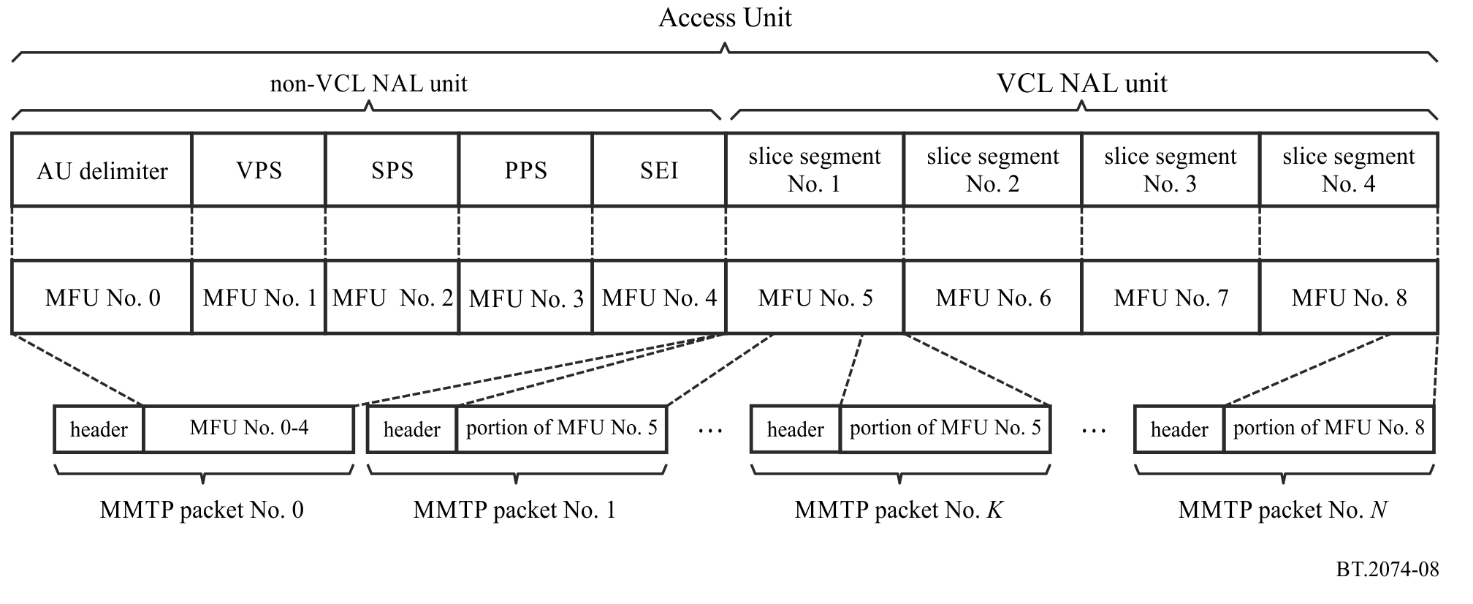 Access Unit
non-VCL NAL unit
VCL NAL unit
AU delimiter
VPS
SPS
PPS
SEI
slice segment
No. 1
slice segment
No. 2
slice segment
No. 3
slice segment
No. 4
MFU No. 0
MFU No. 1
MFU No. 2
MFU No. 3
MFU No. 4
MFU No. 5
MFU No. 6
MFU No. 7
MFU No. 8
header
MFU No. 0-4
header
portion of MFU No. 5
...
header
portion of MFU No. 5
...
header
portion of MFU No. 8
MMTP packet No. 0
MMTP packet No. 1
MMTP packet No. K
MMTP packet No. N
BT.2074-08